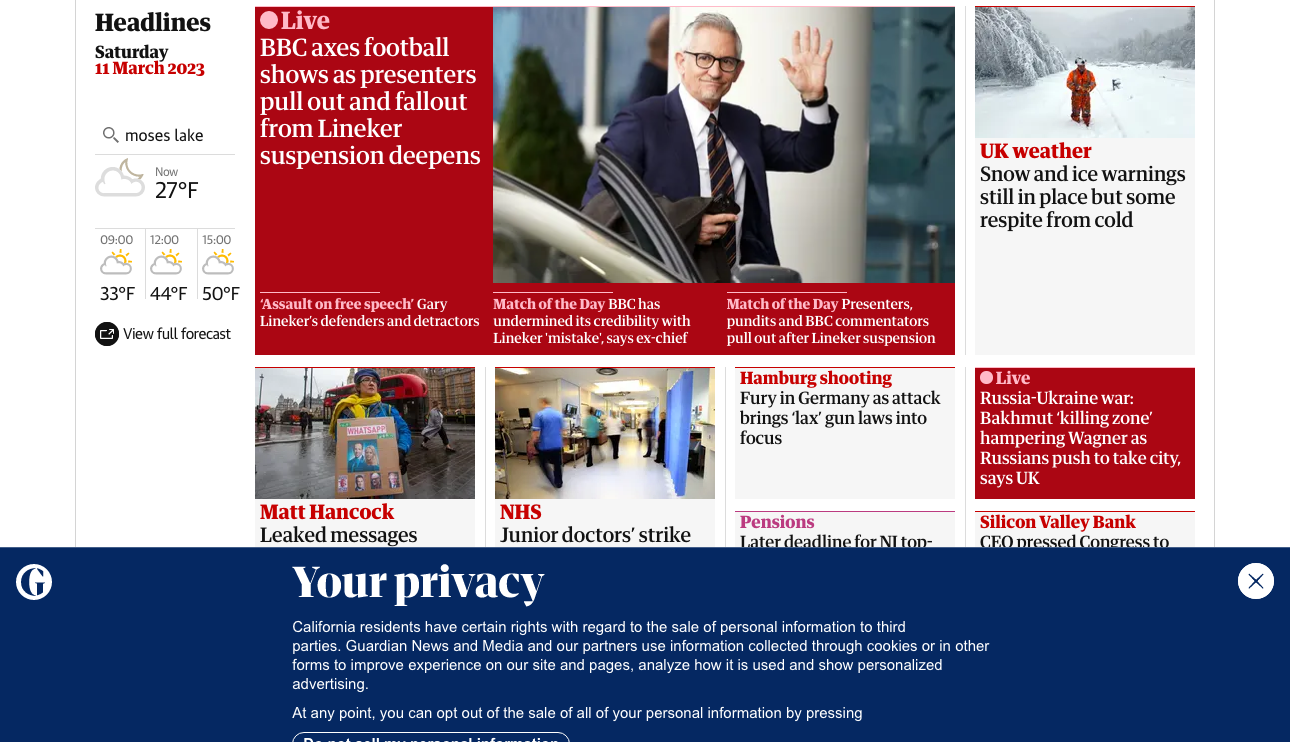 Headlines
Saturday
11 March 2023
moses lake
Now
27°F
09:00
12:00
15:00
33°F
44°F
50°F
View full forecast
Live
BBC axes football
shows as presenters
pull out and fallout
from Lineker
suspension deepens
‘Assault on free speech’ Gary
Lineker's defenders and detractors
Match of the Day BBC has
undermined its credibility with
Lineker 'mistake', says ex-chief
Match of the Day Presenters,
pundits and BBC commentators
pull out after Lineker suspension
UK weather
Snow and ice warnings
still in place but some
respite from cold
WHATSAPP
Matt Hancock
Leaked messages
NHS
Junior doctors’ strike
Hamburg shooting
Fury in Germany as attack
brings ‘lax’ gun laws into
focus
Pensions
Later deadline for NI top-
Live
Russia-Ukraine war:
Bakhmut ‘killing zone’
hampering Wagner as
Russians push to take city,
says UK
Silicon Valley Bank
CEO pressed Congress to
Your privacy
California residents have certain rights with regard to the sale of personal information to third
parties. Guardian News and Media and our partners use information collected through cookies or in other
forms to improve experience on our site and pages, analyze how it is used and show personalized
advertising.
At any point, you can opt out of the sale of all of your personal information by pressing
Do not sell my personal information